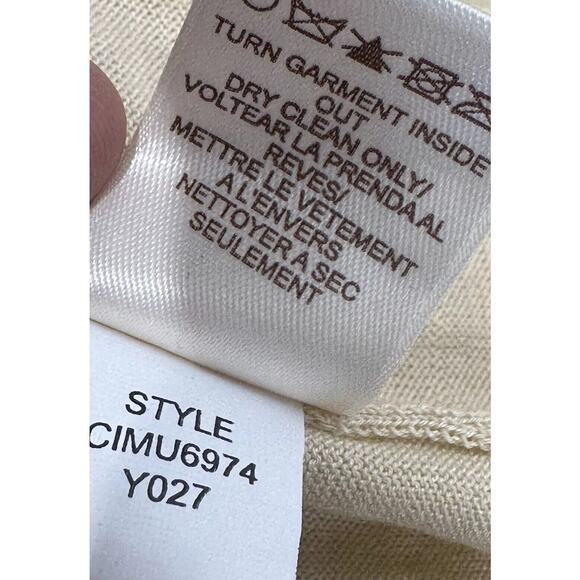 TURN GARMENT INSIDE
OUT
DRY CLEAN ONLY/
VOLTEAR LA PRENDA AL
REVES/
METTRE LE VETEMENT
A L'ENVERS
NETTOYER A SEC
SEULEMENT
STYLE
CIMU6974
Y027